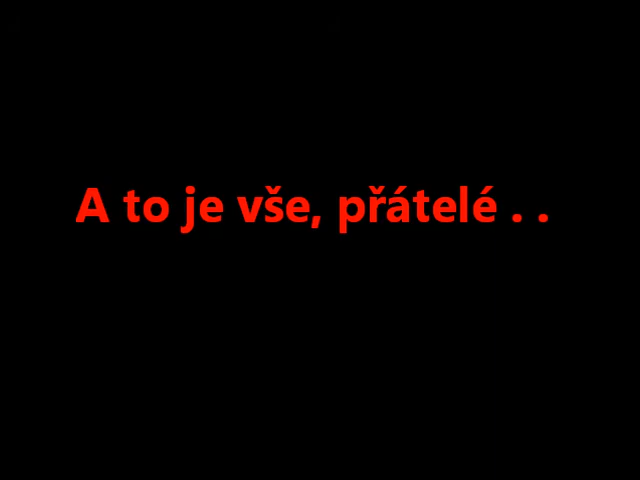 A to je vše, přátelé . .